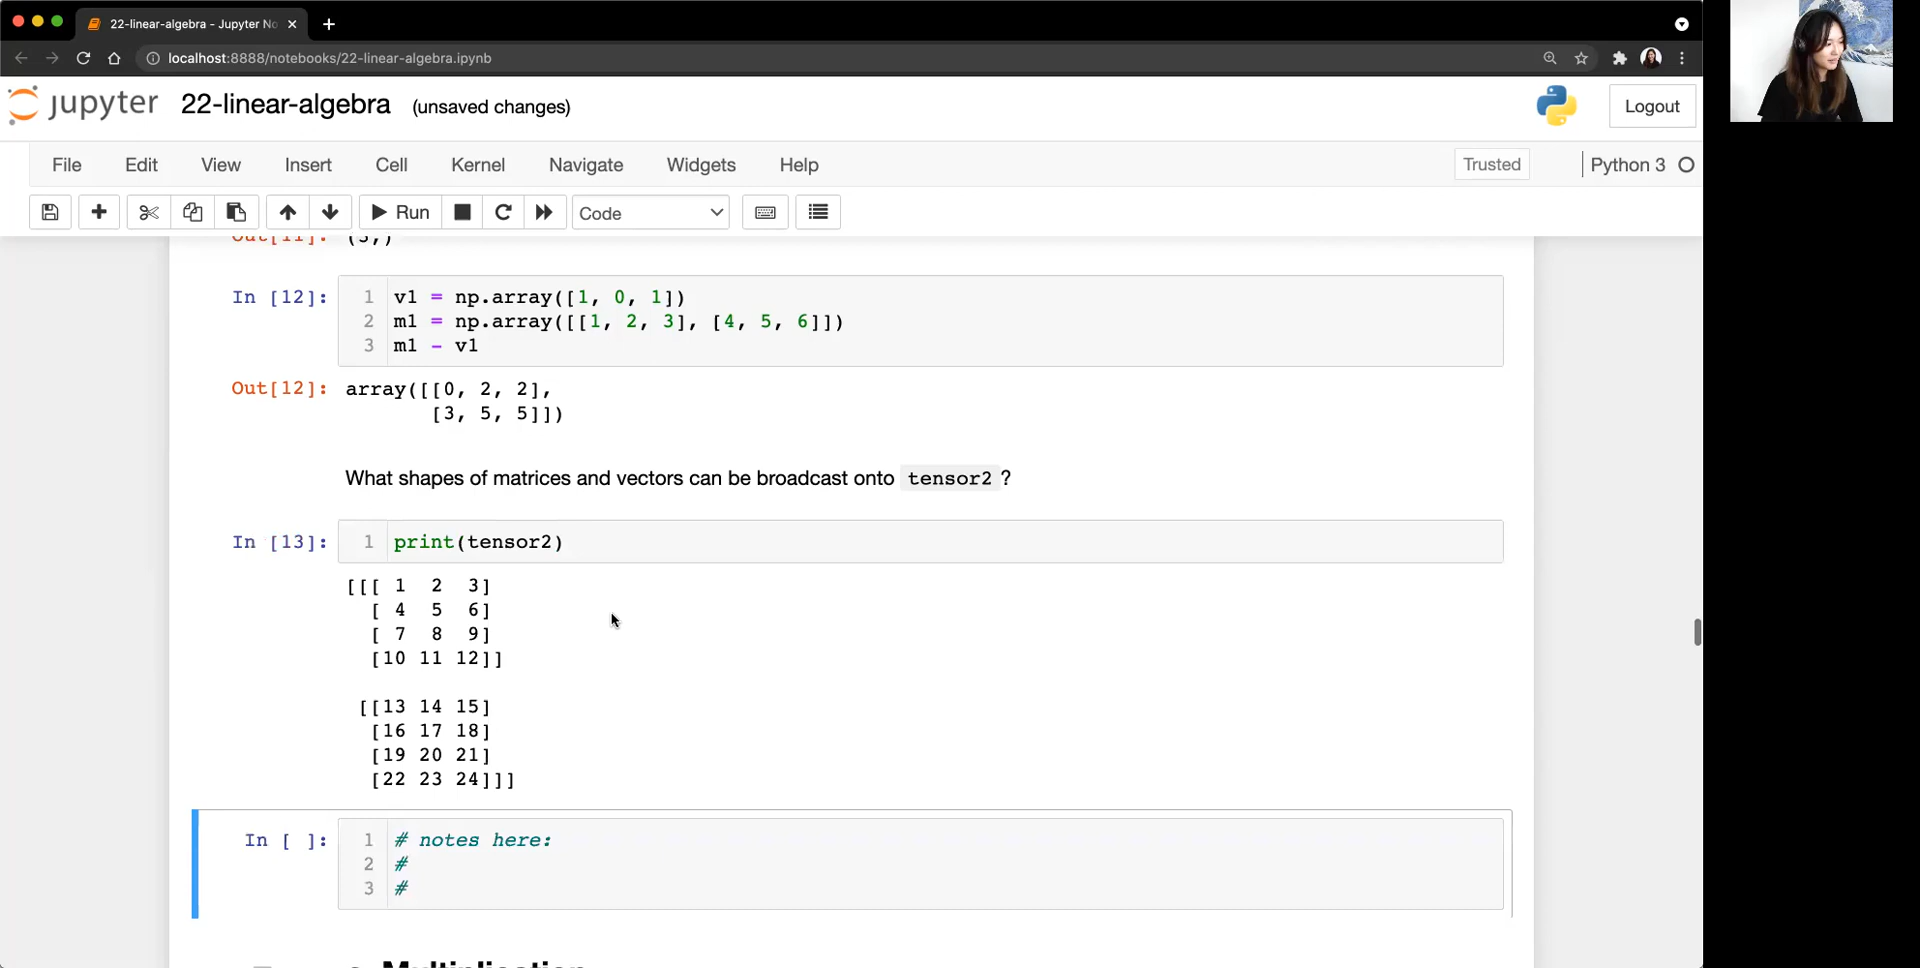 22-linear-algebra - Jupyter No
localhost:8888/notebooks/22-linear-algebra.ipynb
jupyter 22-linear-algebra (unsaved changes)
Logout
File Edit View Insert Cell Kernel Navigate Widgets Help
Trusted Python 3
Run Code
Out[11]: (3,)
In [12]:
1 v1 = np.array([1, 0, 1])
2 m1 = np.array([[1, 2, 3], [4, 5, 6]])
3 m1 - v1
Out[12]: array([[0, 2, 2],
[3, 5, 5]])
What shapes of matrices and vectors can be broadcast onto tensor2 ?
In [13]: 1 print(tensor2)
[[[ 1 2 3]
[ 4 5 6]
[ 7 8 9]
[10 11 12]]
[[13 14 15]
[16 17 18]
[19 20 21]
[22 23 24]]]
In [ ]: 1 # notes here:
2 #
3 #
Multiplication